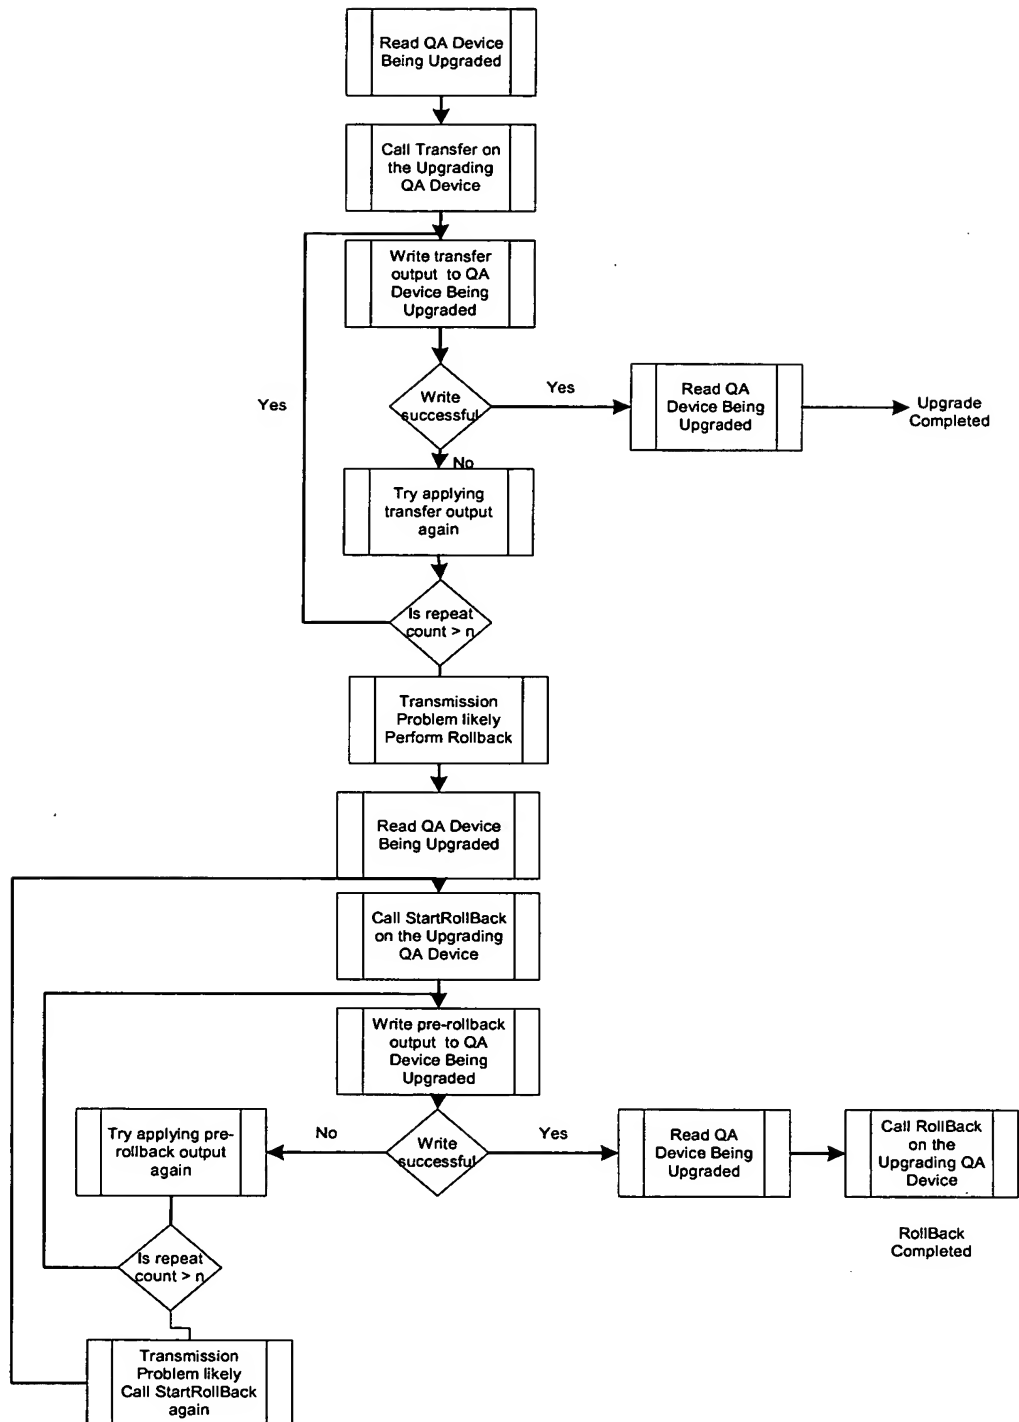 Read QA Device
Being Upgraded
Call Transfer on
the Upgrading
QA Device
Write transfer
output to QA
Device Being
Upgraded
Yes
Write
successful
Yes
Read QA
Device Being
Upgraded
Upgrade
Completed
No
Try applying
transfer output
again
Is repeat
count > n
Transmission
Problem likely
Perform Rollback
Read QA Device
Being Upgraded
Call StartRollBack
on the Upgrading
QA Device
Write pre-rollback
output to QA
Device Being
Upgraded
Try applying pre-
rollback output
again
No
Write
successful
Yes
Read QA
Device Being
Upgraded
Call RollBack
on the
Upgrading QA
Device
RollBack
Completed
Is repeat
count > n
Transmission
Problem likely
Call StartRollBack
again